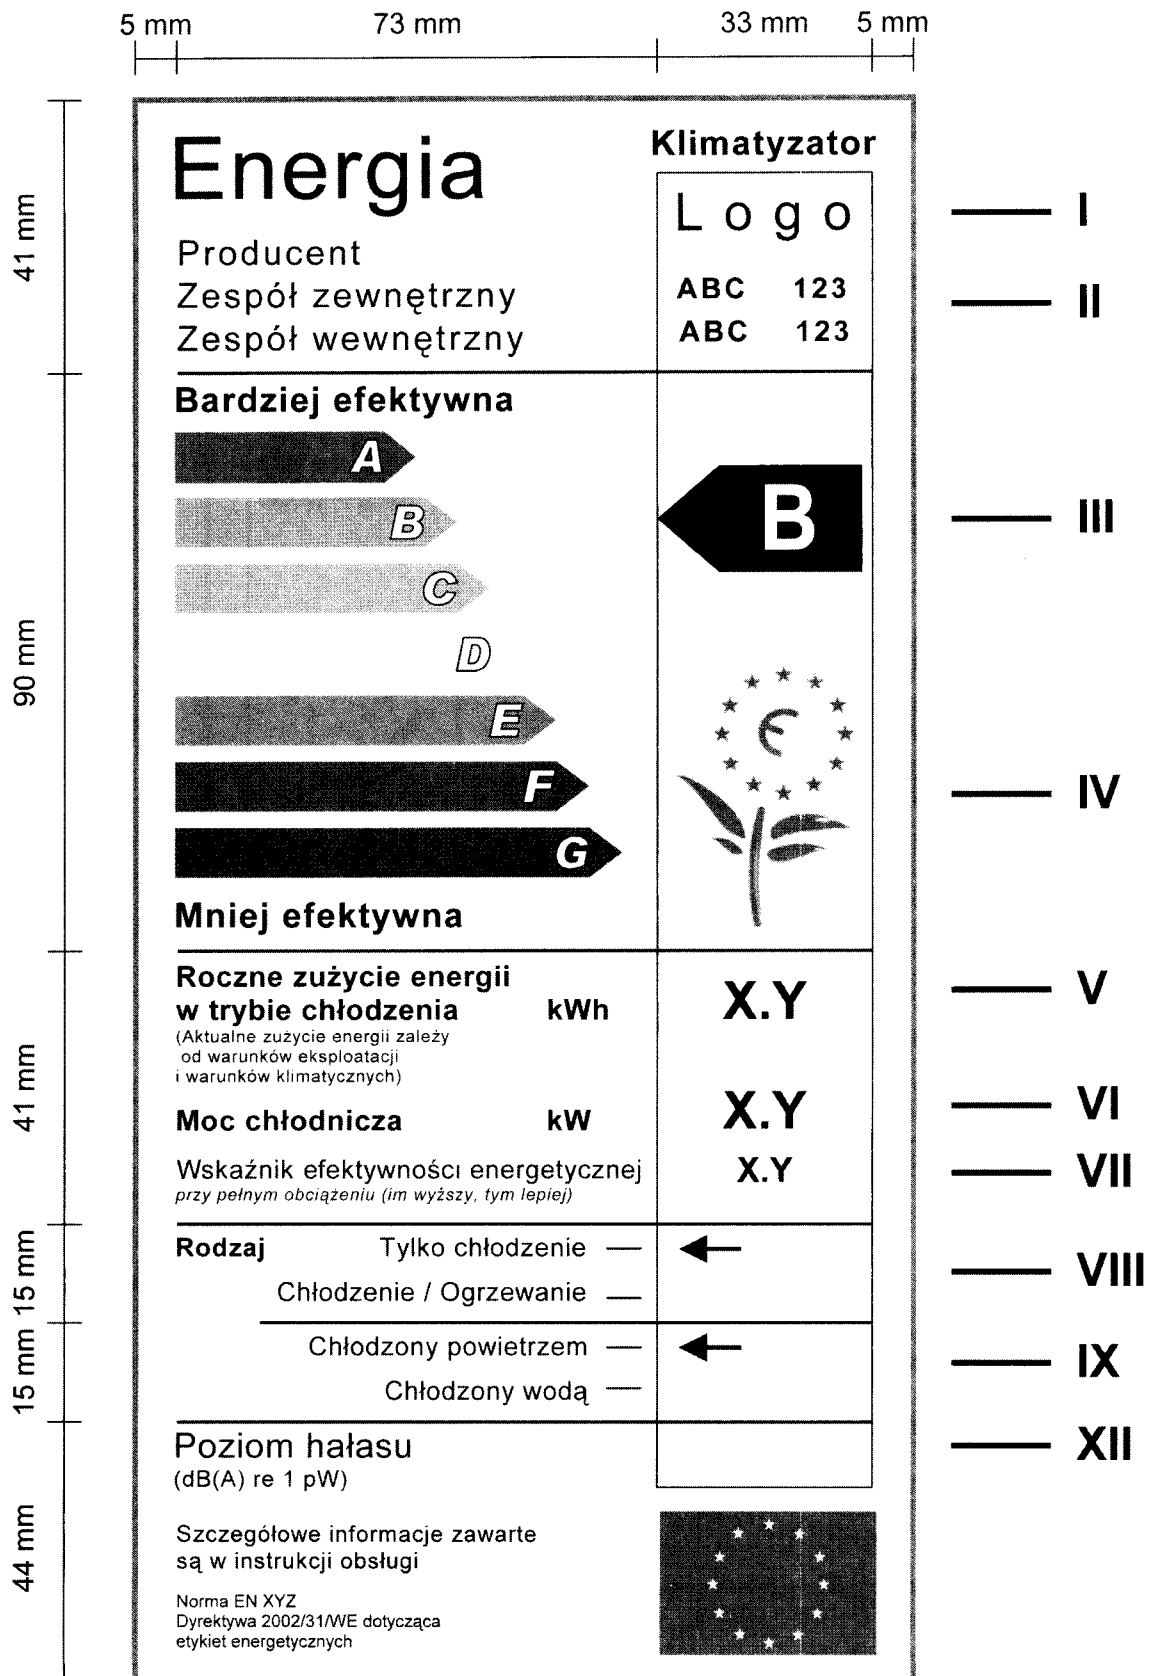 5 mm 73 mm 33 mm 5 mm
Energia
Klimatyzator
Logo
I
41 mm
Producent
Zespół zewnętrzny ABC 123
II
Zespół wewnętrzny ABC 123
Bardziej efektywna
A
B
B
III
C
90 mm
D
E
F
IV
G
Mniej efektywna
Roczne zużycie energii
w trybie chłodzenia kWh X.Y
V
(Aktualne zużycie energii zależy
od warunków eksploatacji
i warunków klimatycznych)
41 mm
Moc chłodnicza kW X.Y
VI
Wskaźnik efektywności energetycznej X.Y
VII
przy pełnym obciążeniu (im wyższy, tym lepiej)
Rodzaj Tylko chłodzenie
15 mm
VIII
Chłodzenie / Ogrzewanie
Chłodzony powietrzem
15 mm
IX
Chłodzony wodą
Poziom hałasu
XII
(dB(A) re 1 pW)
44 mm
Szczegółowe informacje zawarte
są w instrukcji obsługi
Norma EN XYZ
Dyrektywa 2002/31/WE dotycząca
etykiet energetycznych